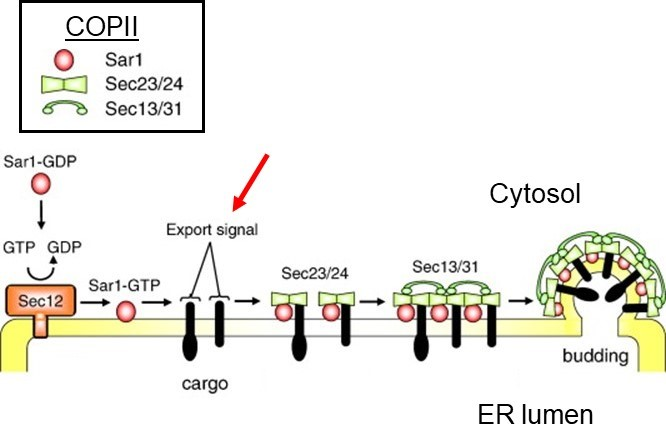 COPII
Sar1
Sec23/24
Sec13/31
Sar1-GDP
GTP GDP
Sec12
Sar1-GTP
Export signal
cargo
Sec23/24
Sec13/31
Cytosol
budding
ER lumen